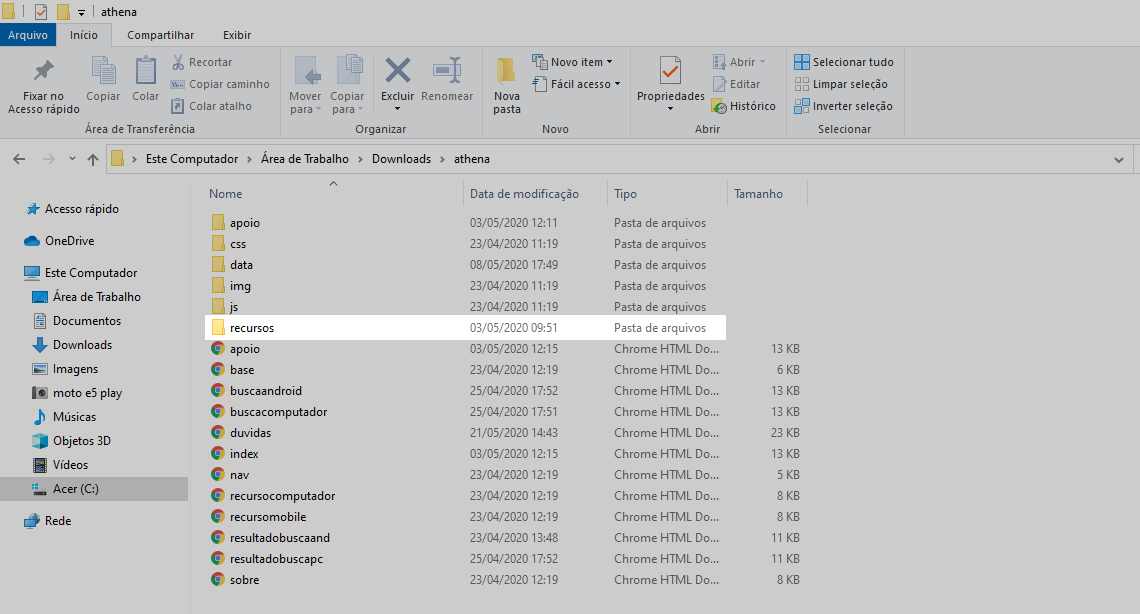 athena
Arquivo Início Compartilhar Exibir
Fixar no Acesso rápido
Copiar
Colar
Recortar
Copiar caminho
Colar atalho
Área de Transferência
Mover para
Copiar para
Excluir
Renomear
Organizar
Nova pasta
Novo item
Fácil acesso
Novo
Propriedades
Abrir
Editar
Histórico
Abrir
Selecionar tudo
Limpar seleção
Inverter seleção
Selecionar
Este Computador > Área de Trabalho > Downloads > athena
Acesso rápido
OneDrive
Este Computador
Área de Trabalho
Documentos
Downloads
Imagens
moto e5 play
Músicas
Objetos 3D
Vídeos
Acer (C:)
Rede
Nome Data de modificação Tipo Tamanho
apoio 03/05/2020 12:11 Pasta de arquivos
css 23/04/2020 11:19 Pasta de arquivos
data 08/05/2020 17:49 Pasta de arquivos
img 23/04/2020 11:19 Pasta de arquivos
js 23/04/2020 11:19 Pasta de arquivos
recursos 03/05/2020 09:51 Pasta de arquivos
apoio 03/05/2020 12:15 Chrome HTML Do... 13 KB
base 23/04/2020 12:19 Chrome HTML Do... 6 KB
buscaandroid 25/04/2020 17:52 Chrome HTML Do... 13 KB
buscacomputador 25/04/2020 17:51 Chrome HTML Do... 13 KB
duvidas 21/05/2020 14:43 Chrome HTML Do... 23 KB
index 03/05/2020 12:15 Chrome HTML Do... 13 KB
nav 23/04/2020 12:19 Chrome HTML Do... 5 KB
recursocomputador 23/04/2020 12:19 Chrome HTML Do... 8 KB
recursomobile 23/04/2020 12:19 Chrome HTML Do... 8 KB
resultadobuscaand 23/04/2020 13:48 Chrome HTML Do... 11 KB
resultadobuscapc 25/04/2020 17:52 Chrome HTML Do... 11 KB
sobre 23/04/2020 12:19 Chrome HTML Do... 8 KB